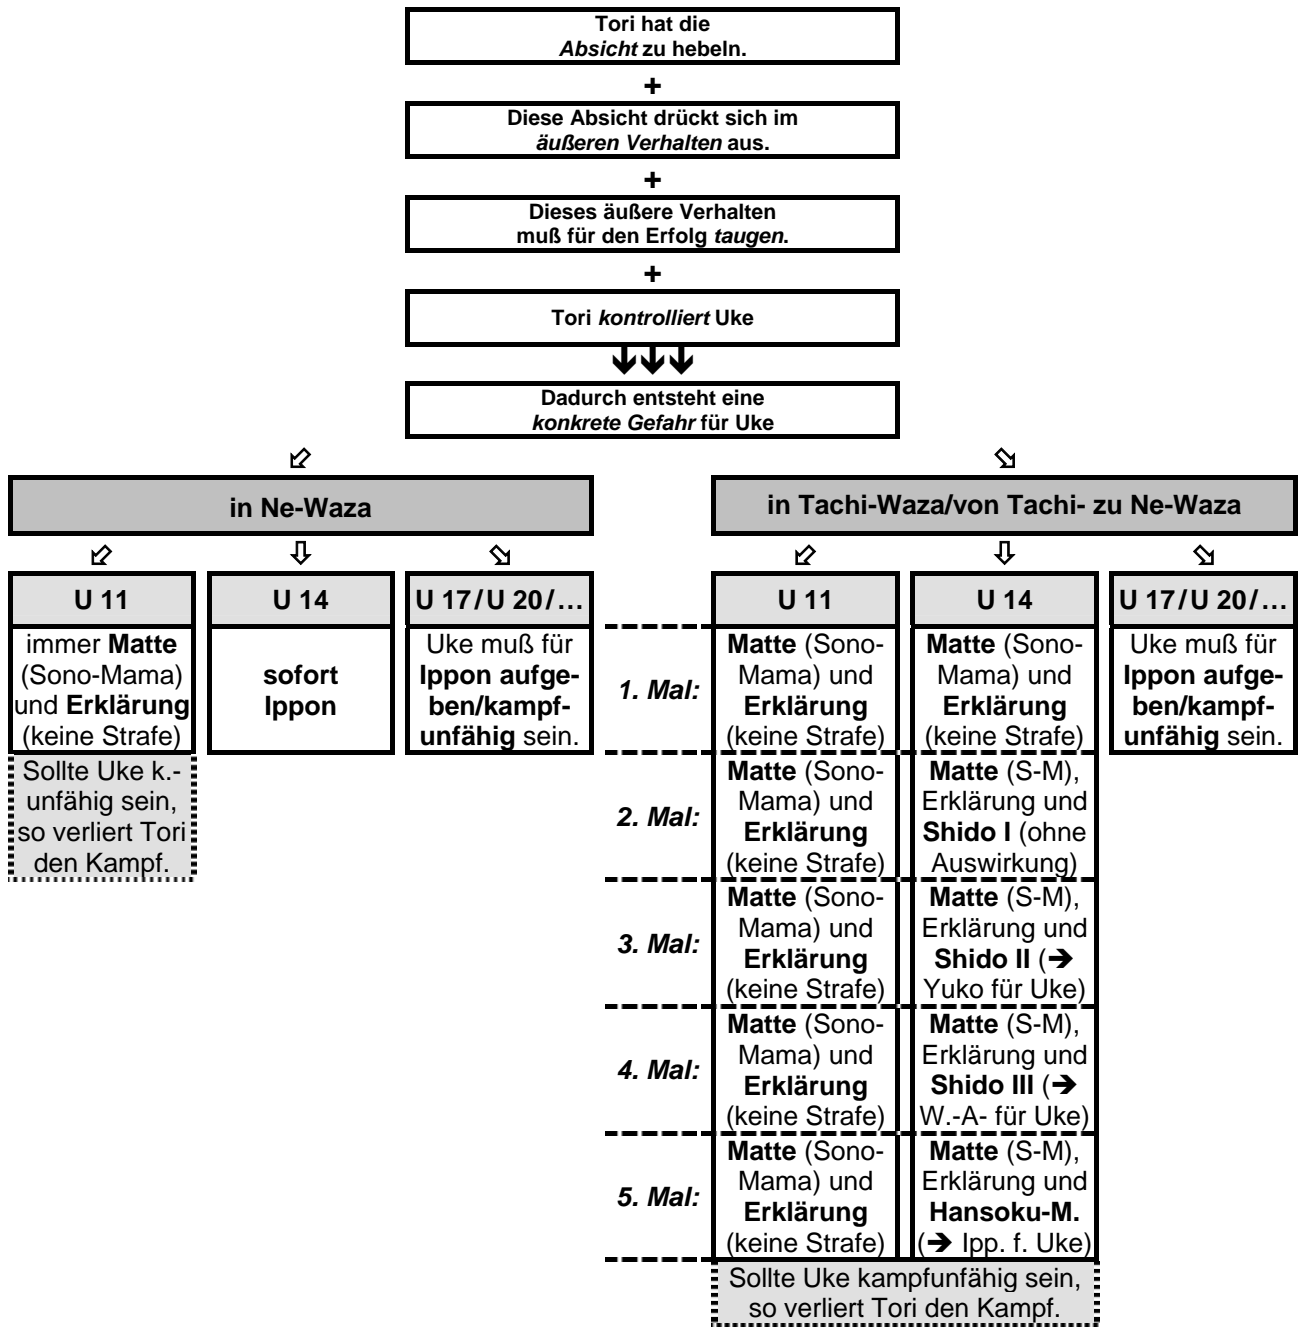 Tori hat die
Absicht zu hebeln.
+
Diese Absicht drückt sich im
äußeren Verhalten aus.
+
Dieses äußere Verhalten
muß für den Erfolg taugen.
+
Tori kontrolliert Uke
Dadurch entsteht eine
konkrete Gefahr für Uke
in Ne-Waza
U 11
immer Matte
(Sono-Mama)
und Erklärung
(keine Strafe)
Sollte Uke k.-
unfähig sein,
so verliert Tori
den Kampf.
U 14
sofort
Ippon
U 17/U 20/…
Uke muß für
Ippon aufge-
ben/kampf-
unfähig sein.
in Tachi-Waza/von Tachi- zu Ne-Waza
U 11
U 14
U 17/U 20/…
1. Mal:
Matte (Sono-
Mama) und
Erklärung
(keine Strafe)
Matte (Sono-
Mama) und
Erklärung
(keine Strafe)
Uke muß für
Ippon aufge-
ben/kampf-
unfähig sein.
2. Mal:
Matte (Sono-
Mama) und
Erklärung
(keine Strafe)
Matte (S-M),
Erklärung und
Shido I (ohne
Auswirkung)
3. Mal:
Matte (Sono-
Mama) und
Erklärung
(keine Strafe)
Matte (S-M),
Erklärung und
Shido II (➔
Yuko für Uke)
4. Mal:
Matte (Sono-
Mama) und
Erklärung
(keine Strafe)
Matte (S-M),
Erklärung und
Shido III (➔
W.-A- für Uke)
5. Mal:
Matte (Sono-
Mama) und
Erklärung
(keine Strafe)
Matte (S-M),
Erklärung und
Hansoku-M.
(➔ Ipp. f. Uke)
Sollte Uke kampfunfähig sein,
so verliert Tori den Kampf.